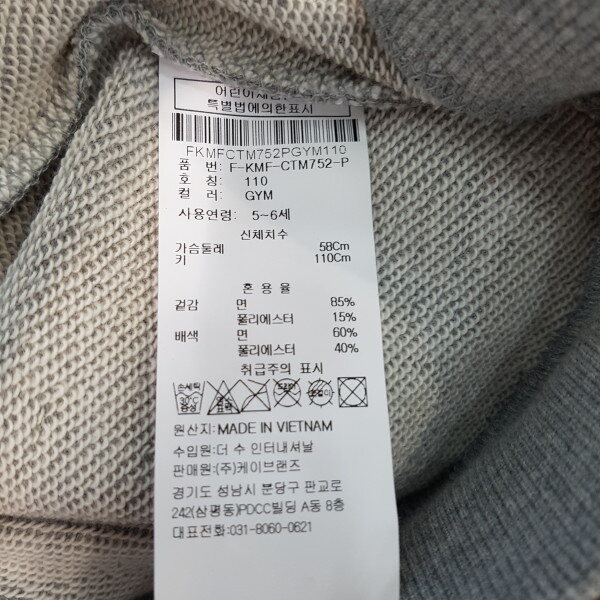 특별법에의한표시
FKMFCTM752PGYM110
품 번: F-KMF-CTM752-P
호 칭: 110
컬 러: GYM
사용연령: 5~6세
신체치수
가슴둘레 58Cm
키 110Cm
혼 용 율
겉감 면 85%
폴리에스터 15%
배색 면 60%
폴리에스터 40%
취급주의 표시
손세탁
30℃
중성
원산지: MADE IN VIETNAM
수입원: 더 수 인터내셔날
판매원: (주)케이브랜즈
경기도 성남시 분당구 판교로
242(삼평동)PDCC빌딩 A동 8층
대표전화: 031-8060-0621